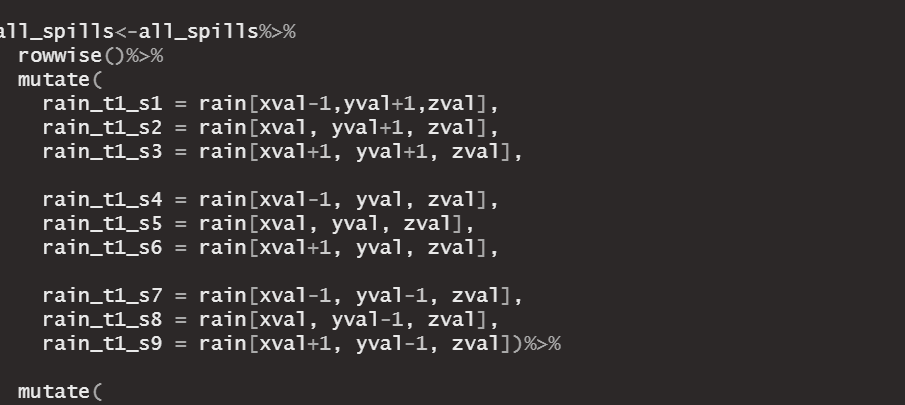 all_spills<-all_spills%>%
rowwise()%>%
mutate(
rain_t1_s1 = rain[xval-1,yval+1,zval],
rain_t1_s2 = rain[xval, yval+1, zval],
rain_t1_s3 = rain[xval+1, yval+1, zval],
rain_t1_s4 = rain[xval-1, yval, zval],
rain_t1_s5 = rain[xval, yval, zval],
rain_t1_s6 = rain[xval+1, yval, zval],
rain_t1_s7 = rain[xval-1, yval-1, zval],
rain_t1_s8 = rain[xval, yval-1, zval],
rain_t1_s9 = rain[xval+1, yval-1, zval])%>%
mutate(